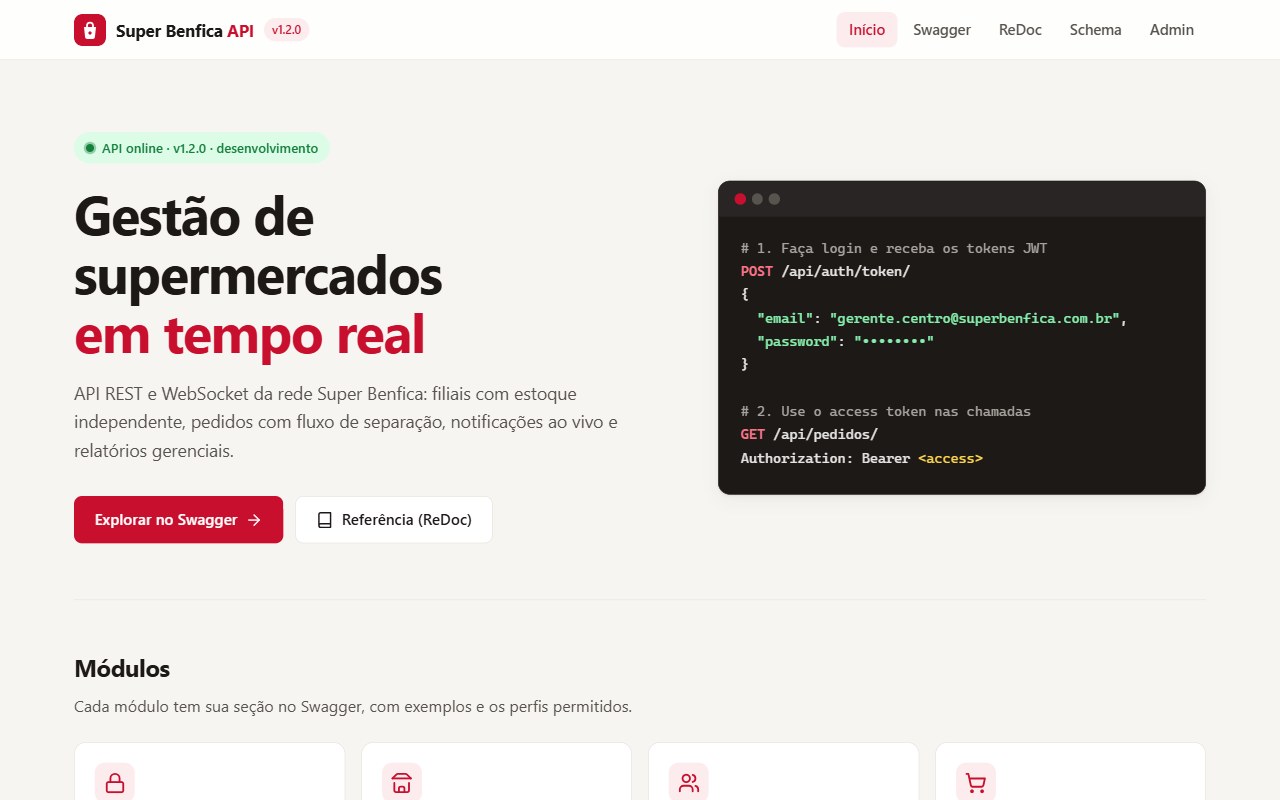 Super Benfica API v1.2.0
Início Swagger ReDoc Schema Admin
API online · v1.2.0 · desenvolvimento
Gestão de
supermercados
em tempo real
API REST e WebSocket da rede Super Benfica: filiais com estoque
independente, pedidos com fluxo de separação, notificações ao vivo e
relatórios gerenciais.
Explorar no Swagger →
Referência (ReDoc)
# 1. Faça login e receba os tokens JWT
POST /api/auth/token/
{
  "email": "gerente.centro@superbenfica.com.br",
  "password": "••••••••"
}
# 2. Use o access token nas chamadas
GET /api/pedidos/
Authorization: Bearer <access>
Módulos
Cada módulo tem sua seção no Swagger, com exemplos e os perfis permitidos.